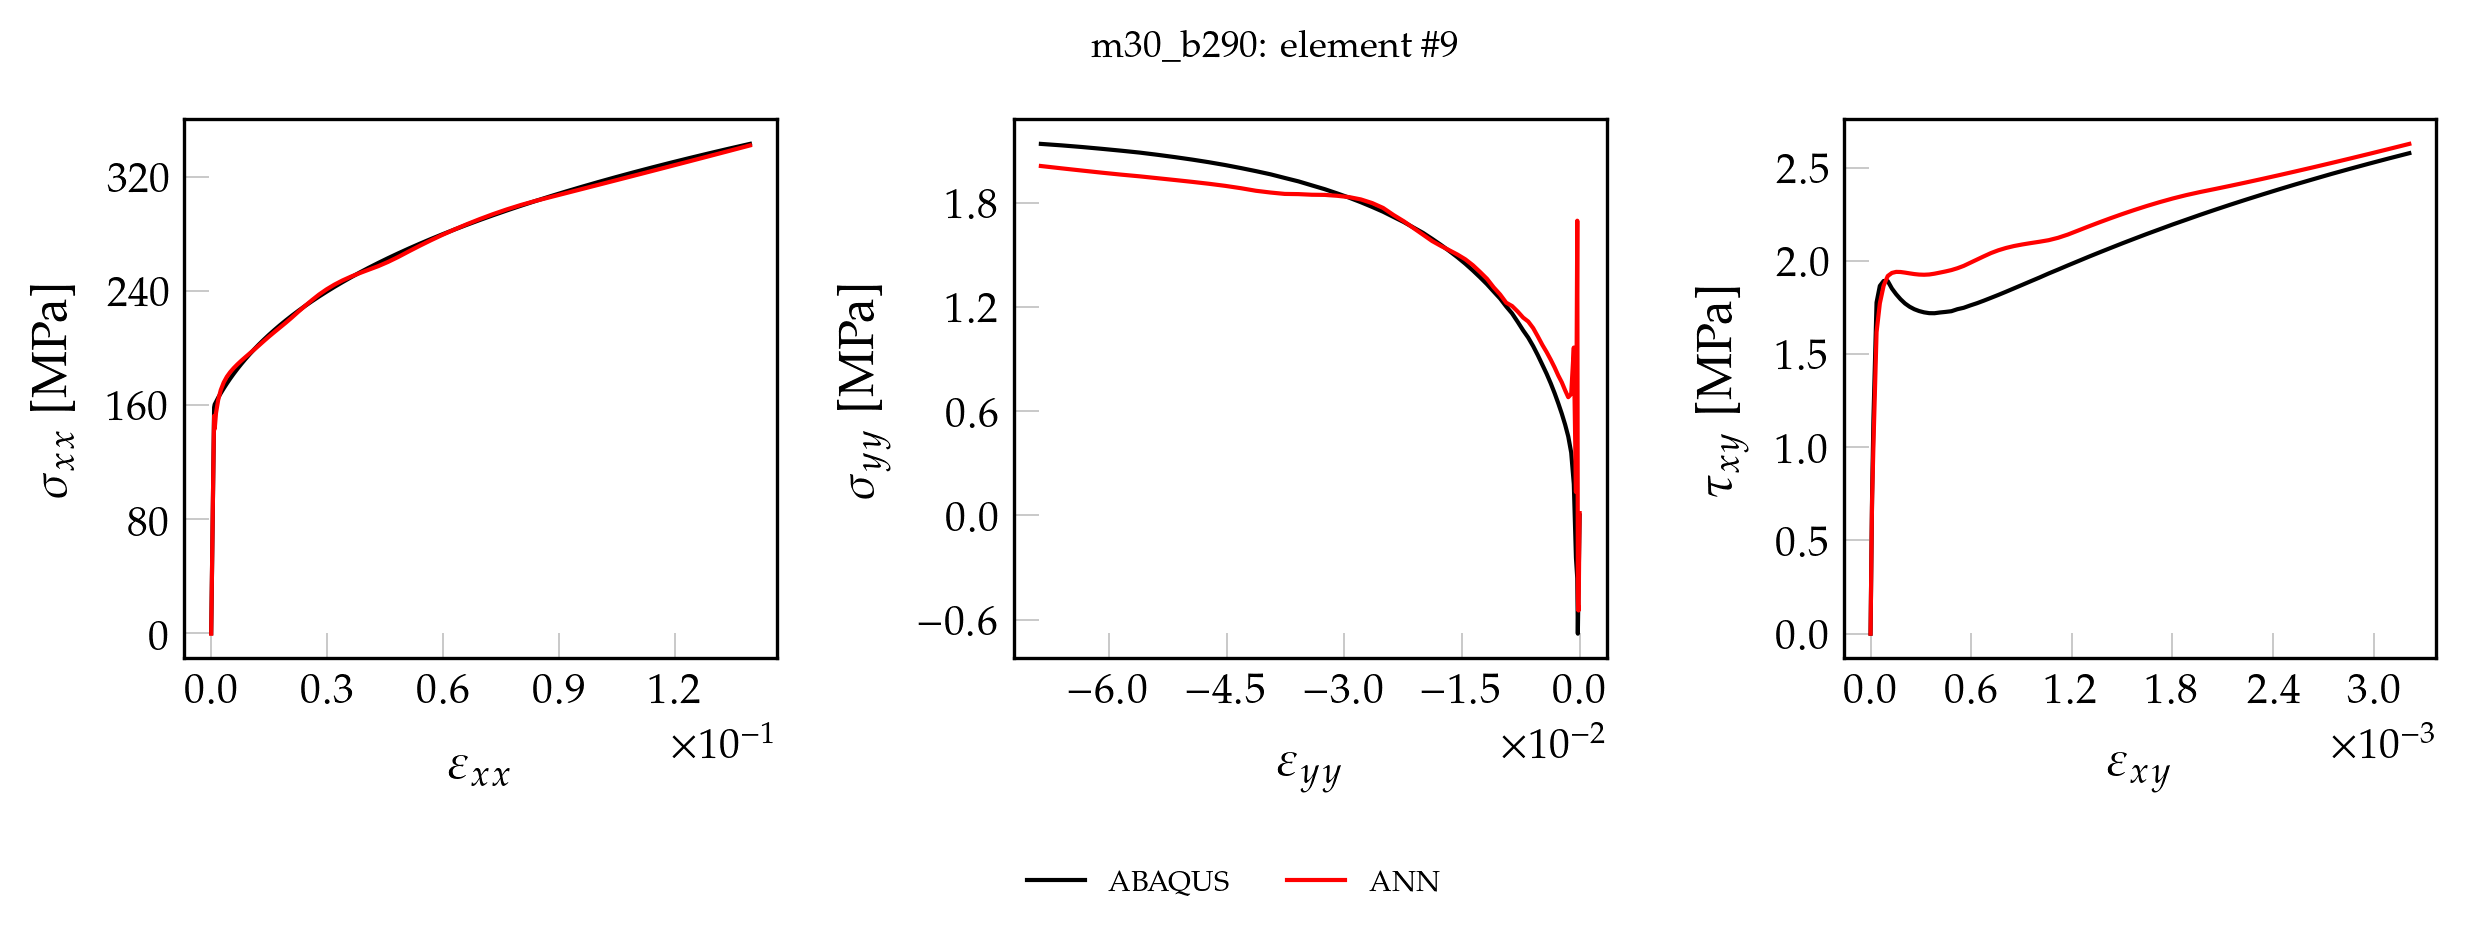 m30_b290: element #9
σxx [MPa]
320
240
160
80
0
0.0 0.3 0.6 0.9 1.2
×10−1
εxx
σyy [MPa]
1.8
1.2
0.6
0.0
−0.6
−6.0 −4.5 −3.0 −1.5 0.0
×10−2
εyy
τxy [MPa]
2.5
2.0
1.5
1.0
0.5
0.0
0.0 0.6 1.2 1.8 2.4 3.0
×10−3
εxy
ABAQUS ANN